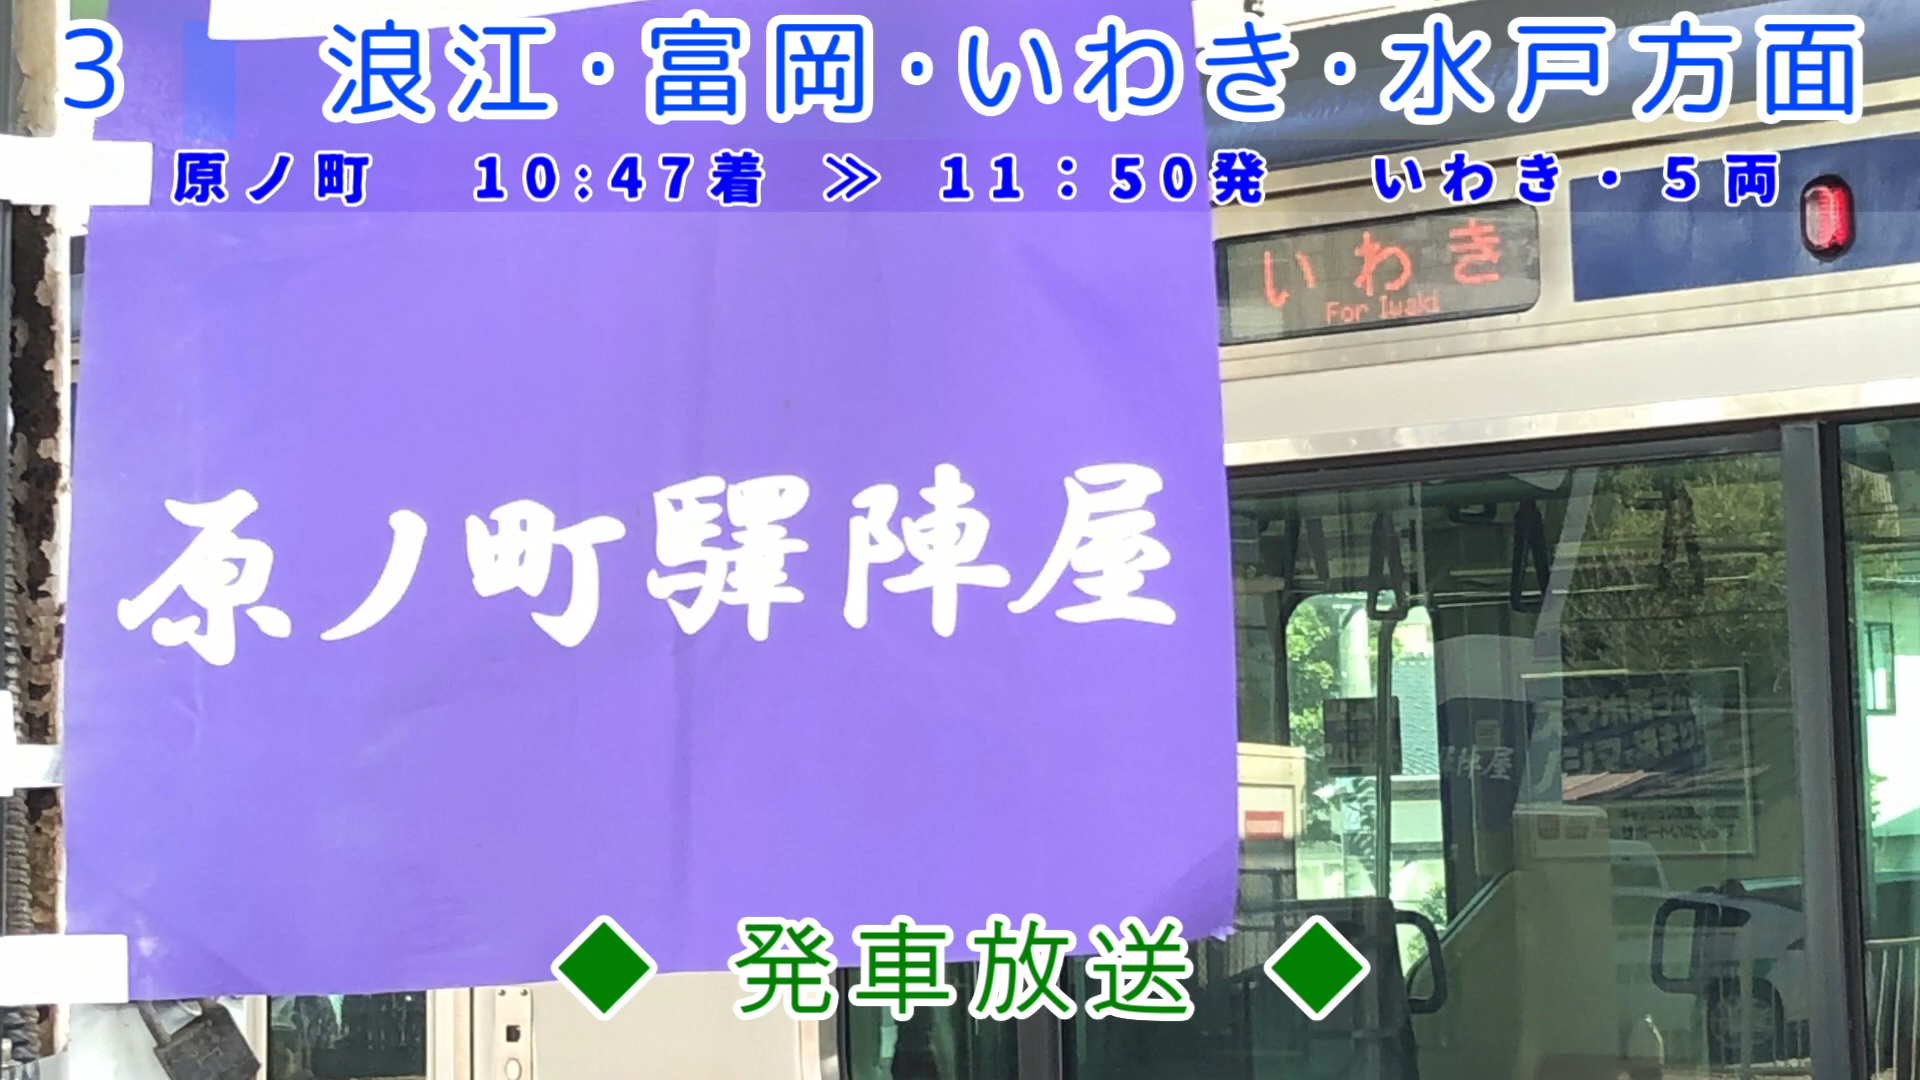 3 浪江・富岡・いわき・水戸方面
原ノ町 10:47着 ≫ 11：50発 いわき・５両
いわき
For Iwaki
原ノ町驛陣屋
陣屋
◆ 発車放送 ◆